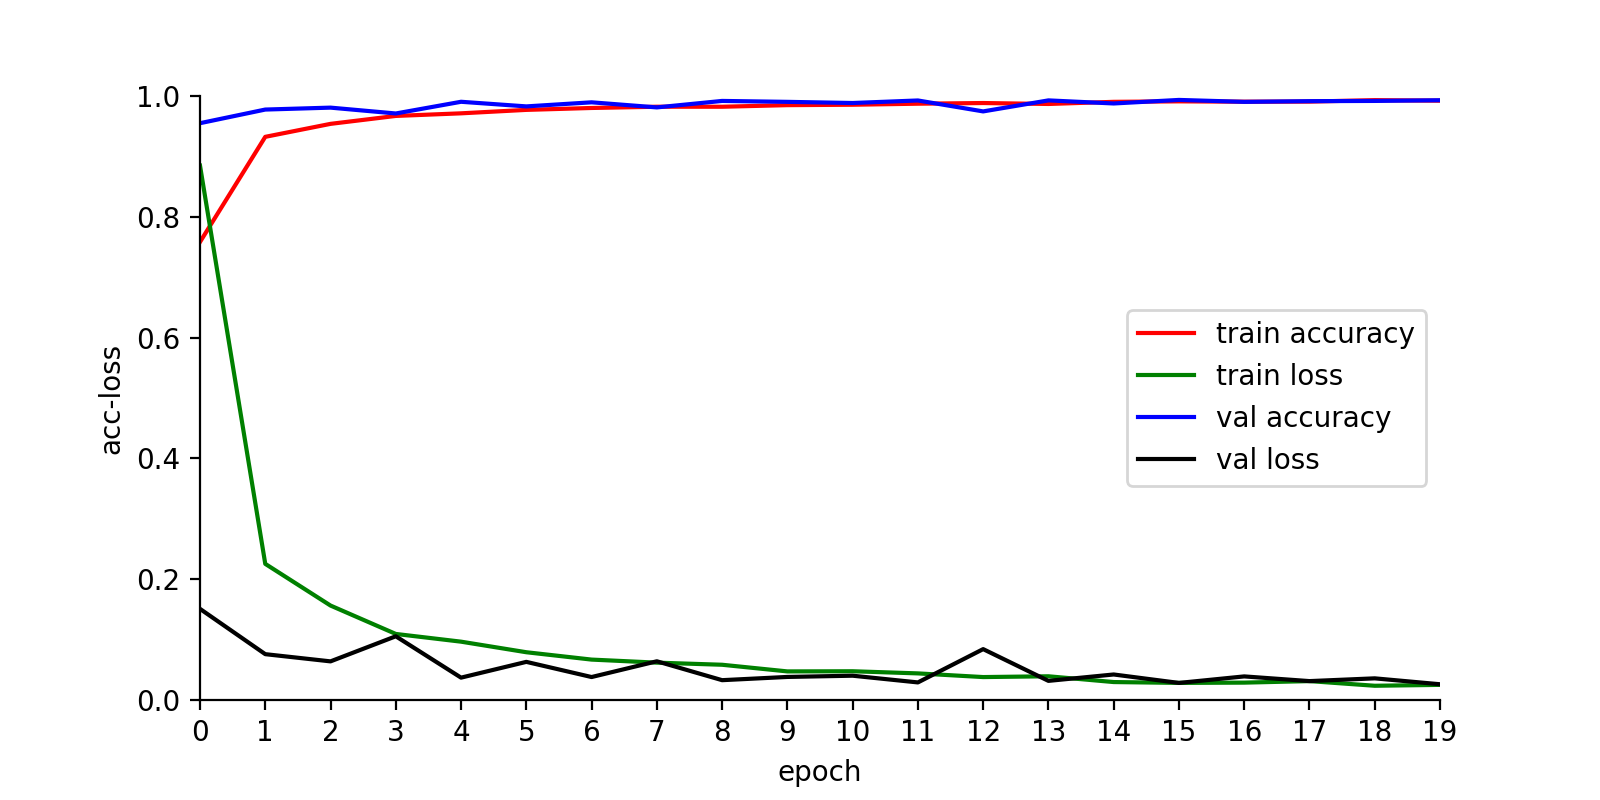 1.0
0.8
0.6
0.4
0.2
0.0
acc-loss
train accuracy
train loss
val accuracy
val loss
0 1 2 3 4 5 6 7 8 9 10 11 12 13 14 15 16 17 18 19
epoch